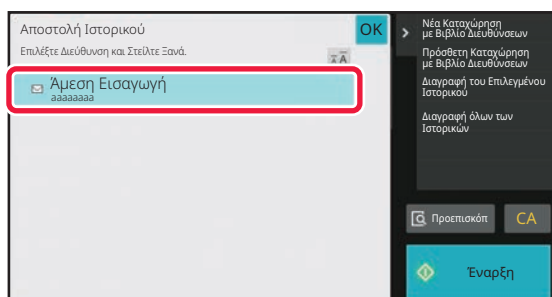 Αποστολή Ιστορικού
OK
Επιλέξτε Διεύθυνση και Στείλτε Ξανά.
Άμεση Εισαγωγή
aaaaaaaa
Νέα Καταχώρηση
με Βιβλίο Διευθύνσεων
Πρόσθετη Καταχώρηση
με Βιβλίο Διευθύνσεων
Διαγραφή του Επιλεγμένου
Ιστορικού
Διαγραφή όλων των
Ιστορικών
Προεπισκόπ
CA
Έναρξη